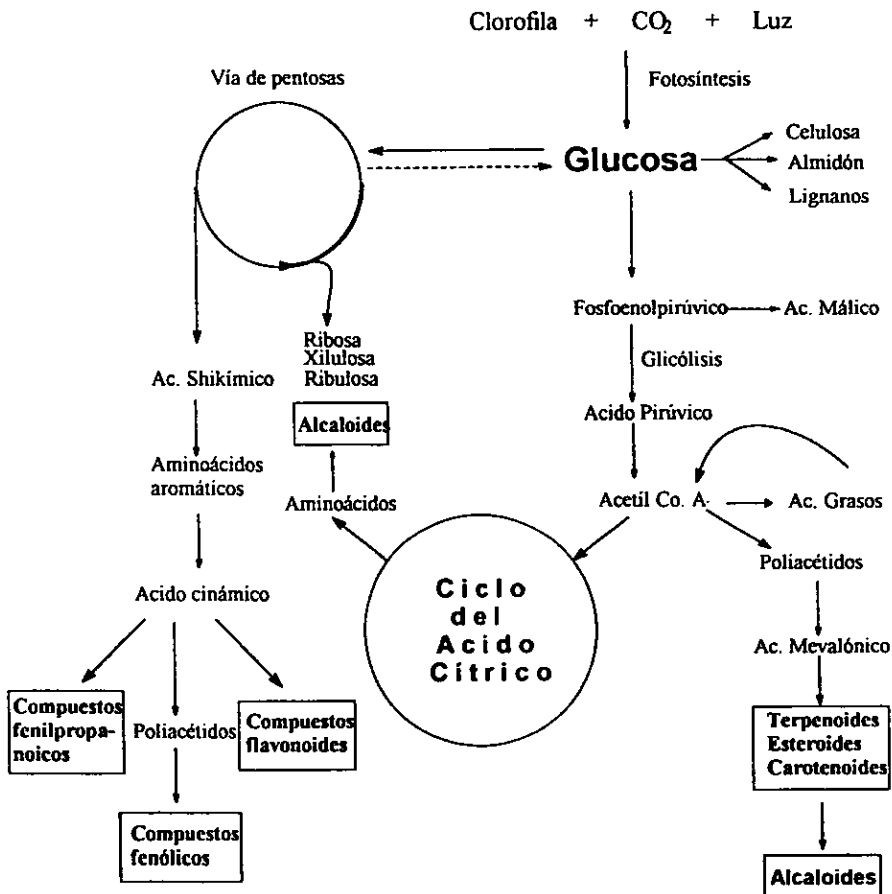 Clorofila + CO2 + Luz
Fotosíntesis
Vía de pentosas
Glucosa
Celulosa
Almidón
Lignanos
Fosfoenolpirúvico
Ac. Málico
Glicólisis
Acido Pirúvico
Acetil Co. A
Ac. Grasos
Poliacétidos
Ac. Mevalónico
Terpenoides
Esteroides
Carotenoides
Alcaloides
Ribosa
Xilulosa
Ribulosa
Ac. Shikímico
Alcaloides
Aminoácidos
aromáticos
Aminoácidos
Ciclo
del
Acido
Cítrico
Acido cinámico
Compuestos
fenilpropa-
noicos
Poliacétidos
Compuestos
flavonoides
Compuestos
fenólicos